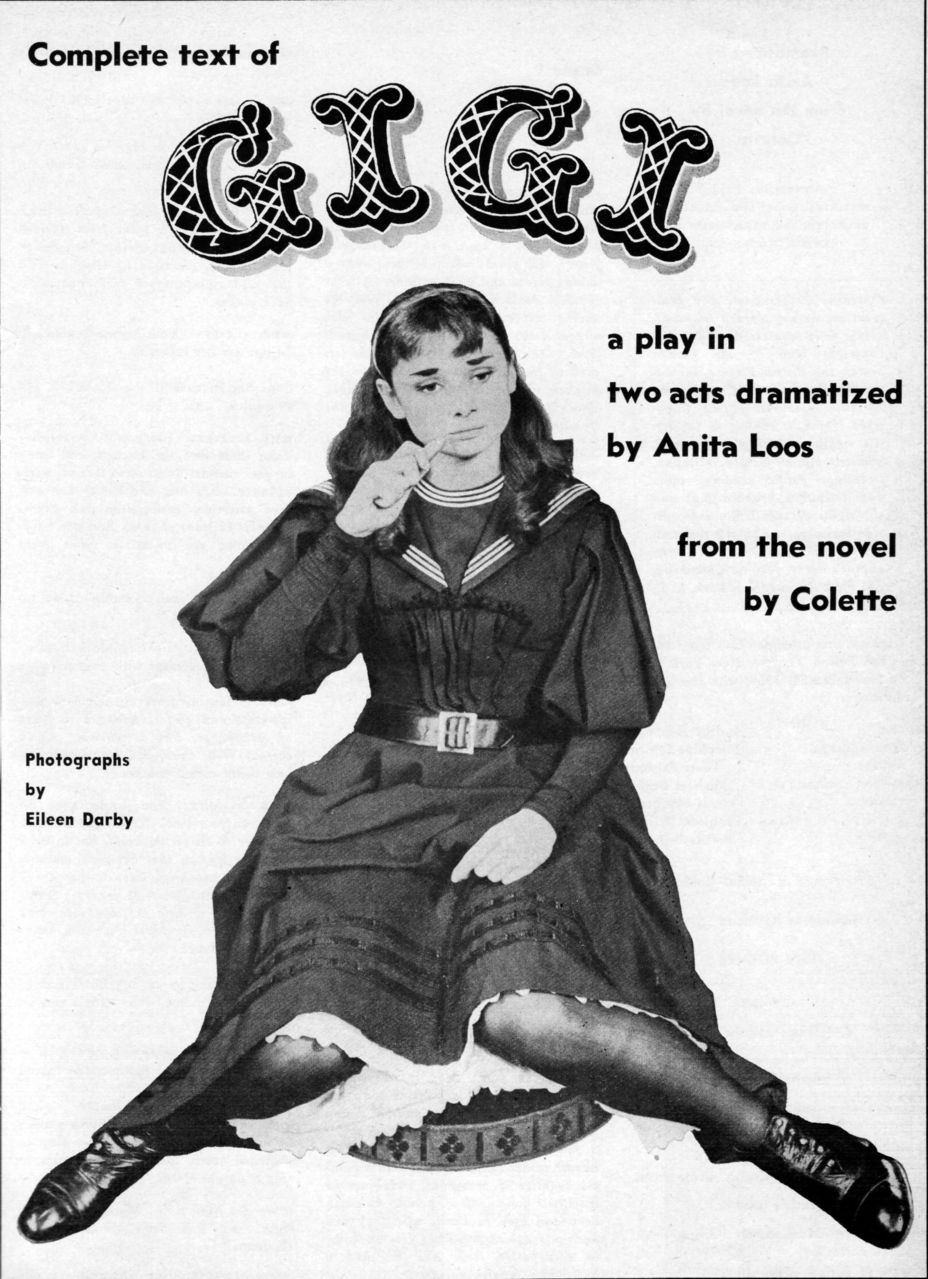 Complete text of
GIGI
a play in
two acts dramatized
by Anita Loos
from the novel
by Colette
Photographs
by
Eileen Darby